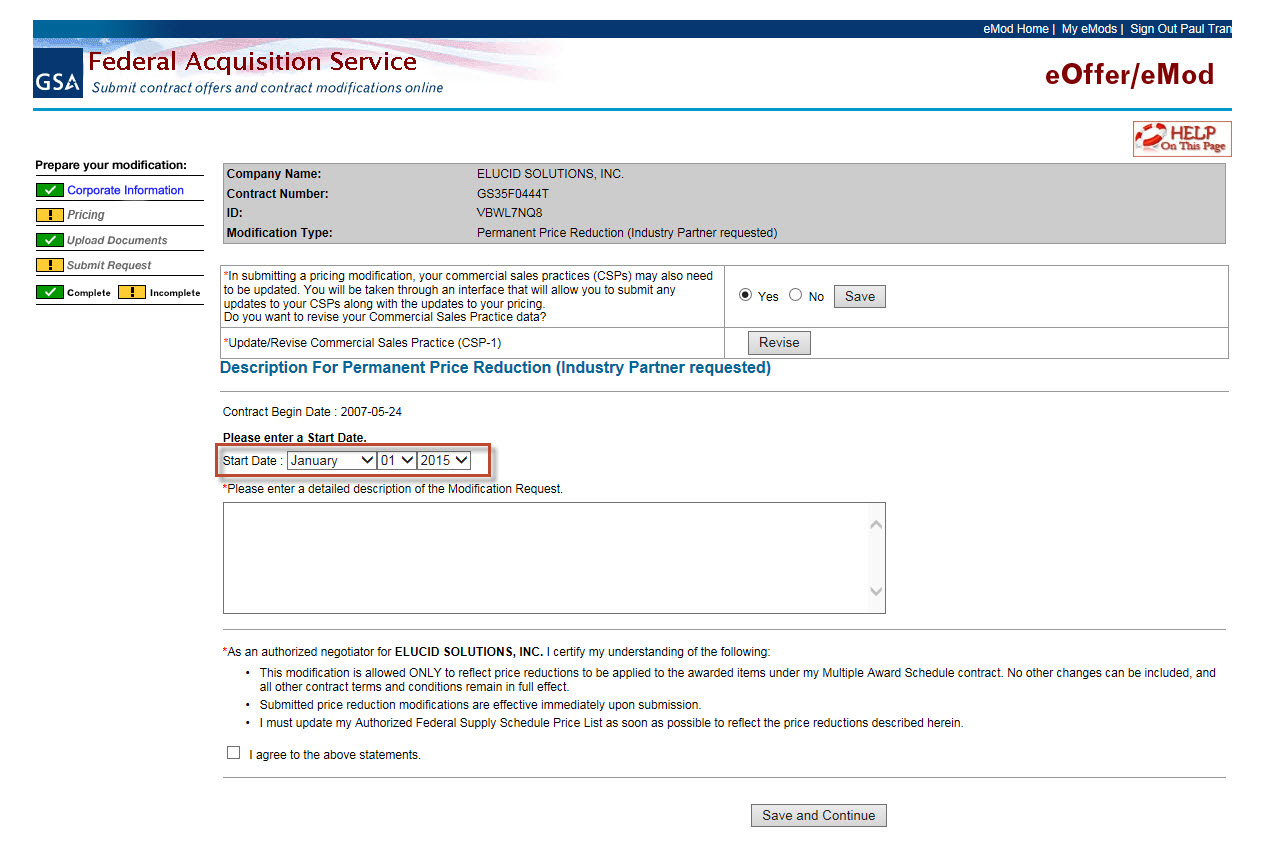 eMod Home | My eMods | Sign Out Paul Tran
GSA
Federal Acquisition Service
Submit contract offers and contract modifications online
eOffer/eMod
HELP
On This Page
Prepare your modification:
Corporate Information
! Pricing
Upload Documents
! Submit Request
Complete ! Incomplete
Company Name: ELUCID SOLUTIONS, INC.
Contract Number: GS35F0444T
ID: VBWL7NQ8
Modification Type: Permanent Price Reduction (Industry Partner requested)
*In submitting a pricing modification, your commercial sales practices (CSPs) may also need
to be updated. You will be taken through an interface that will allow you to submit any
updates to your CSPs along with the updates to your pricing.
Do you want to revise your Commercial Sales Practice data?
Yes No Save
*Update/Revise Commercial Sales Practice (CSP-1) Revise
Description For Permanent Price Reduction (Industry Partner requested)
Contract Begin Date : 2007-05-24
Please enter a Start Date.
Start Date : January 01 2015
*Please enter a detailed description of the Modification Request.
*As an authorized negotiator for ELUCID SOLUTIONS, INC. I certify my understanding of the following:
• This modification is allowed ONLY to reflect price reductions to be applied to the awarded items under my Multiple Award Schedule contract. No other changes can be included, and
all other contract terms and conditions remain in full effect.
• Submitted price reduction modifications are effective immediately upon submission.
• I must update my Authorized Federal Supply Schedule Price List as soon as possible to reflect the price reductions described herein.
I agree to the above statements.
Save and Continue